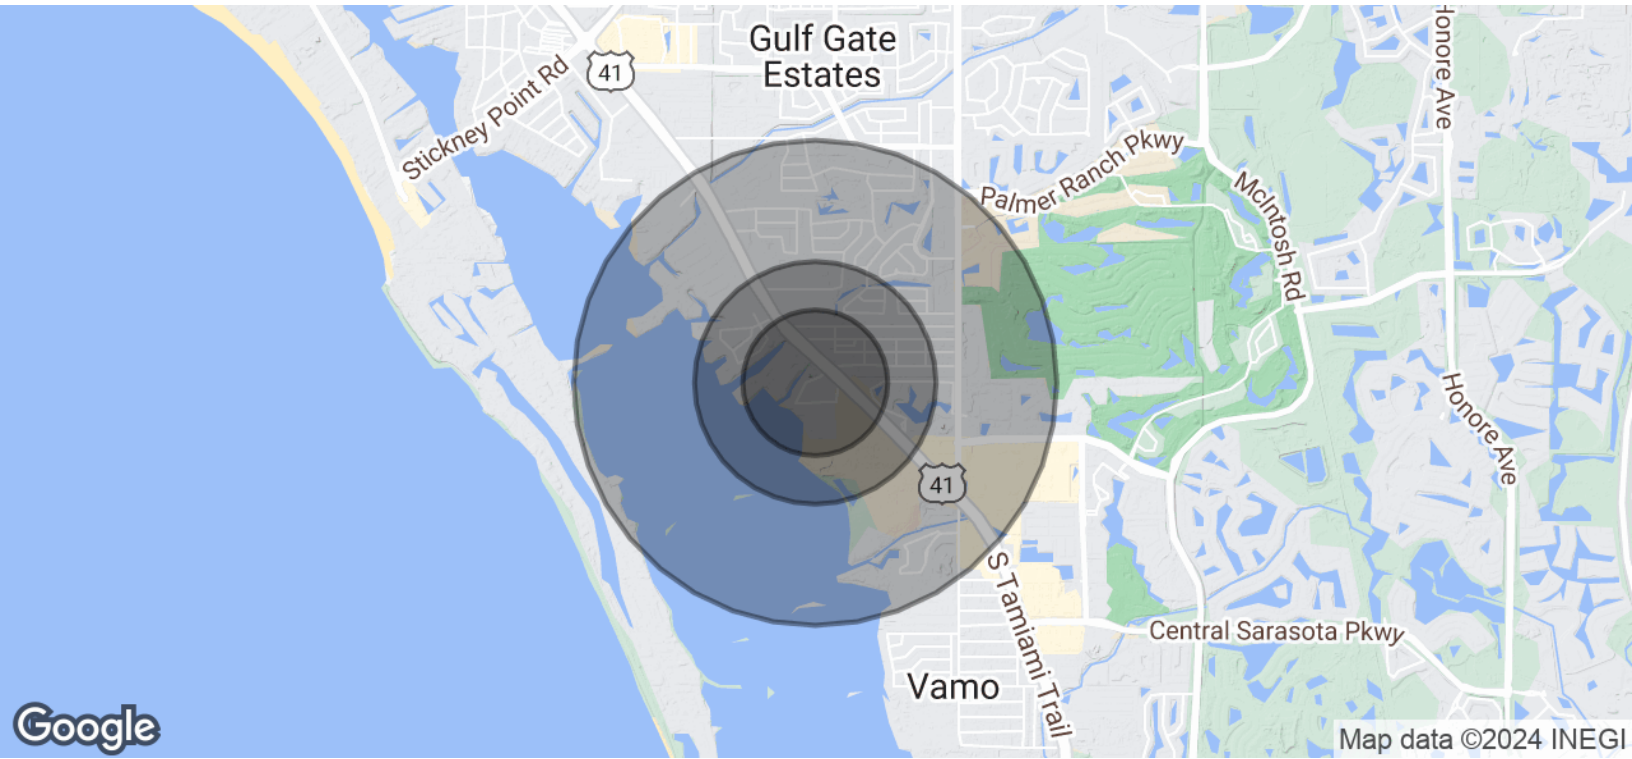 Gulf Gate
Estates
41
Stickney Point Rd
Honore Ave
Palmer Ranch Pkwy
McIntosh Rd
Honore Ave
41
S Tamiami Trail
Central Sarasota Pkwy
Vamo
Google
Map data ©2024 INEGI